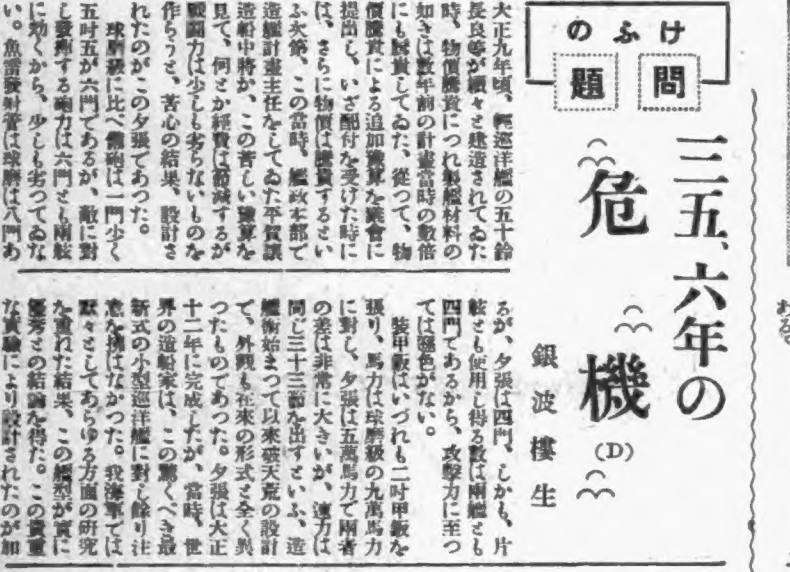 けふの
問題
三五、六年の
危機
(D)
銀波樓生
大正九年頃、輕巡洋艦の五十鈴
長良等が續々と建造されてゐた
時、物價騰貴につれ製艦材料の
如きは數年前の計畫當時の數倍
にも騰貴してゐた、從つて、物
價騰貴による追加豫算を議會に
提出し、いざ配付を受けた時に
は、さらに物價は騰貴するとい
ふ次第、この當時、艦政本部で
造艦計畫主任をしてゐた平賀讓
造船中將が、この苦しい豫算を
見て、何とか經費は節減するが
戰鬪力は少しも劣らないものを
作らうと、苦心の結果、設計さ
れたのがこの夕張であつた。
球磨級に比べ備砲は一門少く
五吋五が六門であるが、敵に對
し發揮する砲力は六門とも兩舷
に効くから、少しも劣つてゐな
い。魚雷發射管は球磨は八門あ
るが、夕張は四門、しかも、片
舷とも使用し得る數は兩艦とも
四門であるから、攻擊力に至つ
ては遜色がない。
裝甲鈑はいづれも二吋甲鈑を
張り、馬力は球磨級の九萬馬力
に對し、夕張は五萬馬力で兩者
の差は非常に大きいが、速力は
同じ三十三節を出すといふ、造
艦術始まつて以來破天荒の設計
で、外觀も在來の形式と全く異
つたものであつた。夕張は大正
十二年に完成したが、當時、世
界の造船家は、この驚くべき最
新式の小型巡洋艦に對し餘り注
意を拂はなかつた。我海軍では
默々としてあらゆる方面の研究
を重れた結果、この艦型が實に
優秀との結論を得た。この貴重
な實驗により設計されたのが加